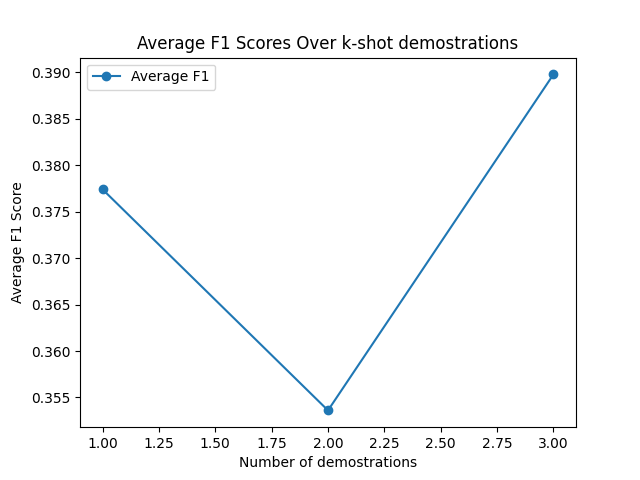 Average F1 Scores Over k-shot demostrations
Average F1
0.390
0.385
0.380
0.375
0.370
0.365
0.360
0.355
Average F1 Score
1.00 1.25 1.50 1.75 2.00 2.25 2.50 2.75 3.00
Number of demostrations